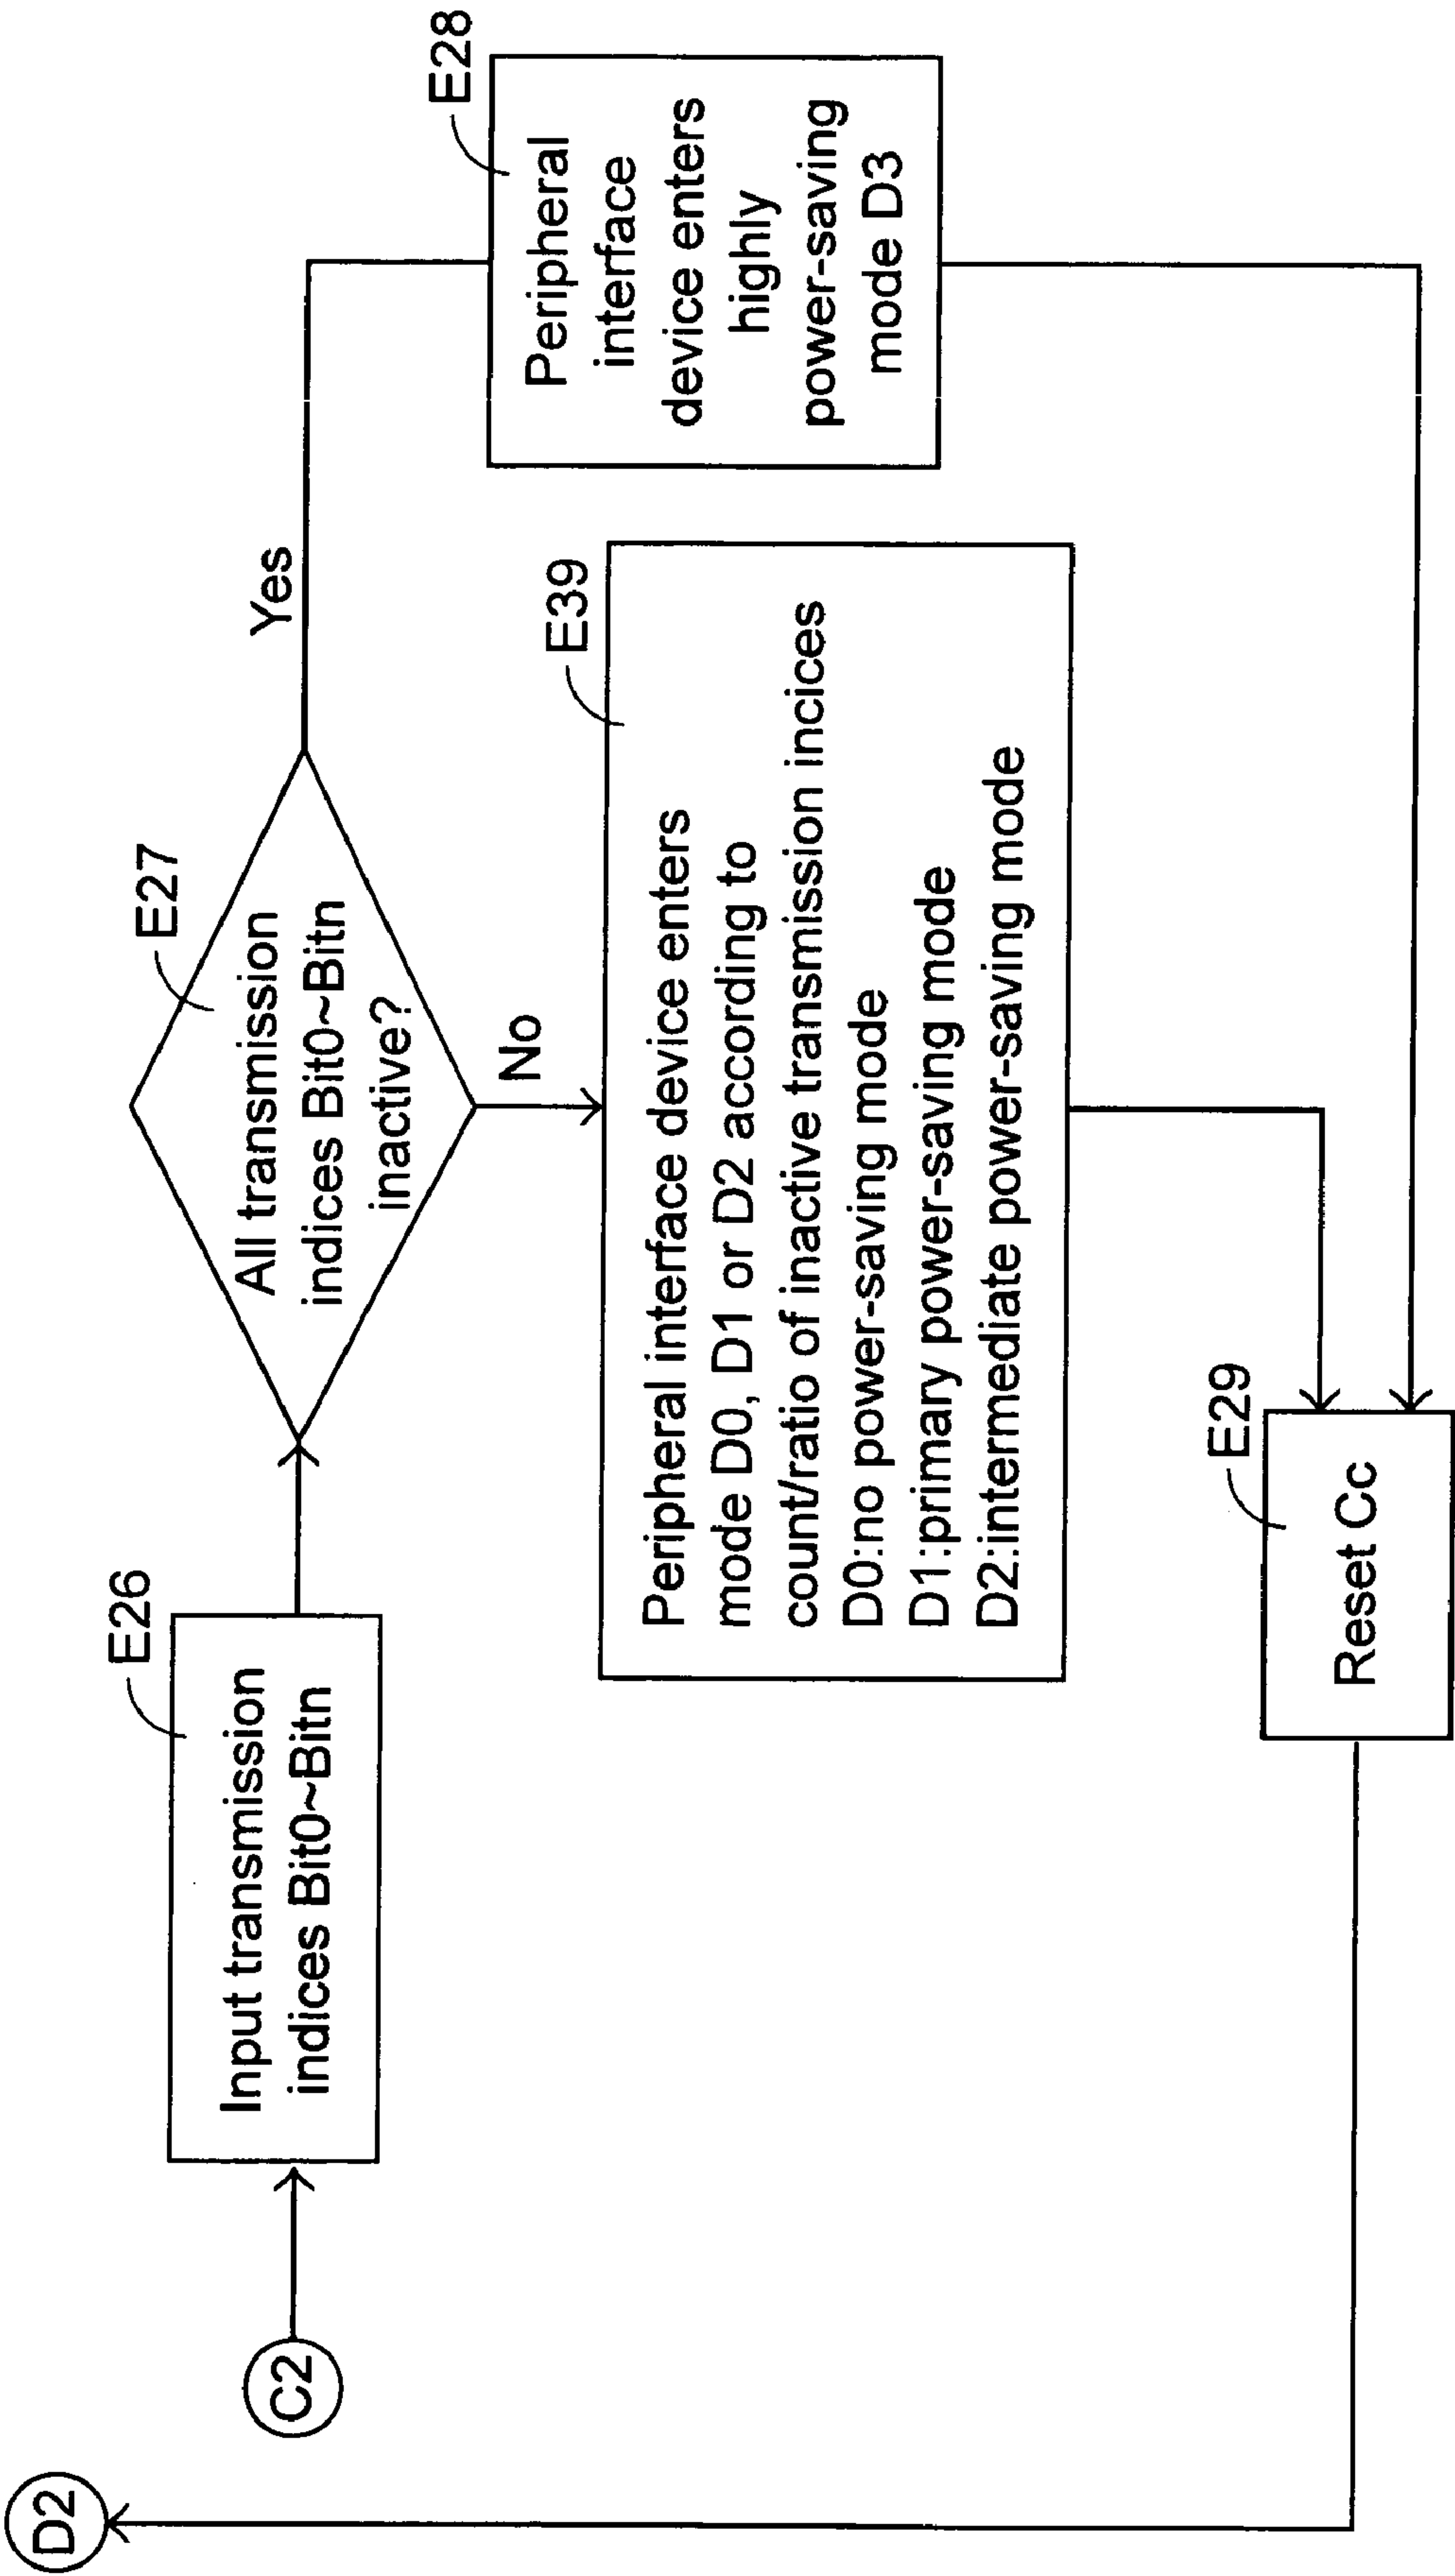 D2
C2
E26
Input transmission
indices Bit0~Bitn
E27
All transmission
indices Bit0~Bitn
inactive?
Yes
No
E28
Peripheral
interface
device enters
highly
power-saving
mode D3
E39
Peripheral interface device enters
mode D0, D1 or D2 according to
count/ratio of inactive transmission incices
D0:no power-saving mode
D1:primary power-saving mode
D2:intermediate power-saving mode
E29
Reset Cc